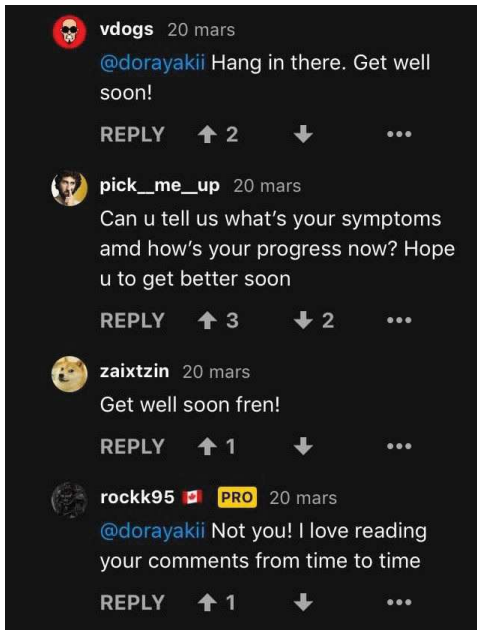 vdogs 20 mars
@dorayakii Hang in there. Get well
soon!
REPLY 2
pick__me__up 20 mars
Can u tell us what's your symptoms
amd how's your progress now? Hope
u to get better soon
REPLY 3 2
zaixtzin 20 mars
Get well soon fren!
REPLY 1
rockk95 PRO 20 mars
@dorayakii Not you! I love reading
your comments from time to time
REPLY 1